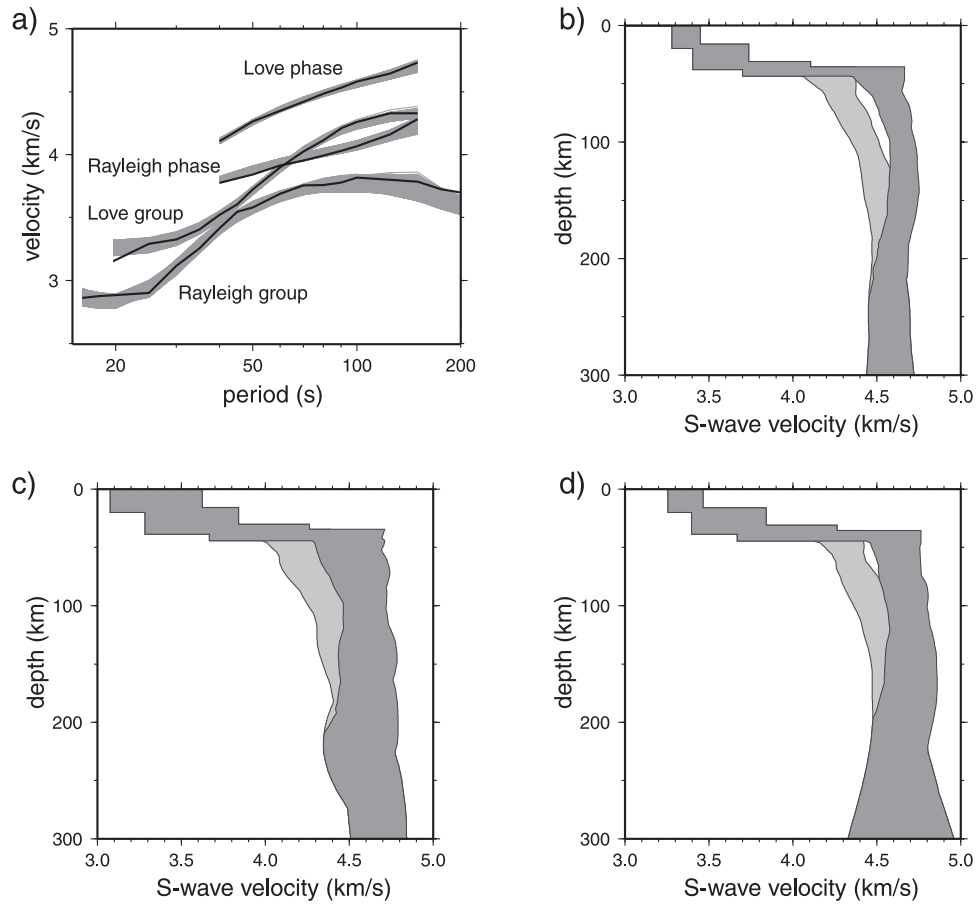 a)
5
4
3
velocity (km/s)
Love phase
Rayleigh phase
Love group
Rayleigh group
20
50
100
200
period (s)
b)
0
100
200
300
depth (km)
3.0
3.5
4.0
4.5
5.0
S-wave velocity (km/s)
c)
0
100
200
300
depth (km)
3.0
3.5
4.0
4.5
5.0
S-wave velocity (km/s)
d)
0
100
200
300
depth (km)
3.0
3.5
4.0
4.5
5.0
S-wave velocity (km/s)